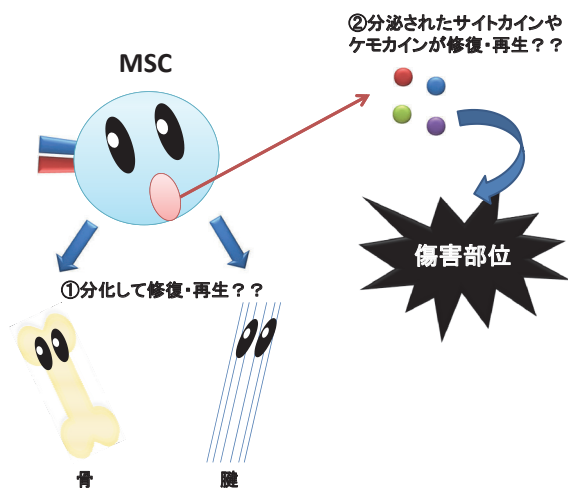 ②分泌されたサイトカインや
ケモカインが修復・再生？？
MSC
傷害部位
①分化して修復・再生？？
骨
腱